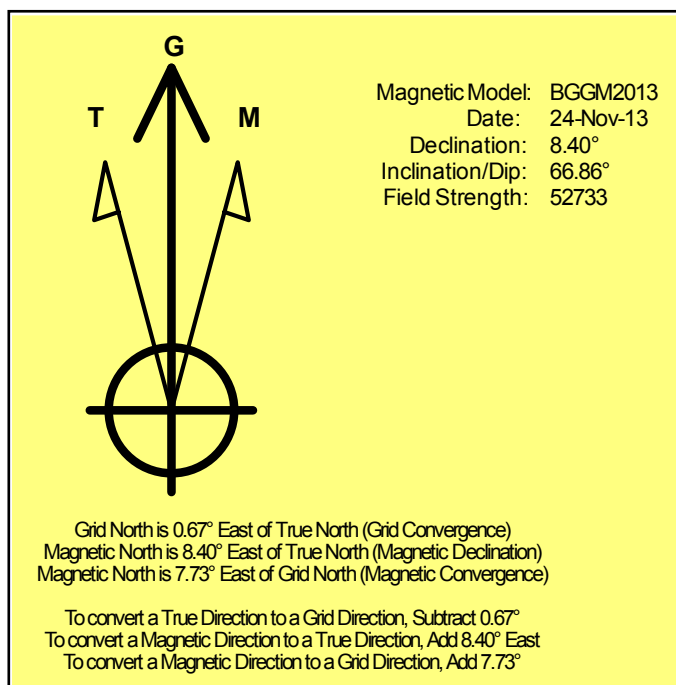 G
T
M
Magnetic Model: BGGM2013
Date: 24-Nov-13
Declination: 8.40°
Inclination/Dip: 66.86°
Field Strength: 52733
Grid North is 0.67° East of True North (Grid Convergence)
Magnetic North is 8.40° East of True North (Magnetic Declination)
Magnetic North is 7.73° East of Grid North (Magnetic Convergence)
To convert a True Direction to a Grid Direction, Subtract 0.67°
To convert a Magnetic Direction to a True Direction, Add 8.40° East
To convert a Magnetic Direction to a Grid Direction, Add 7.73°